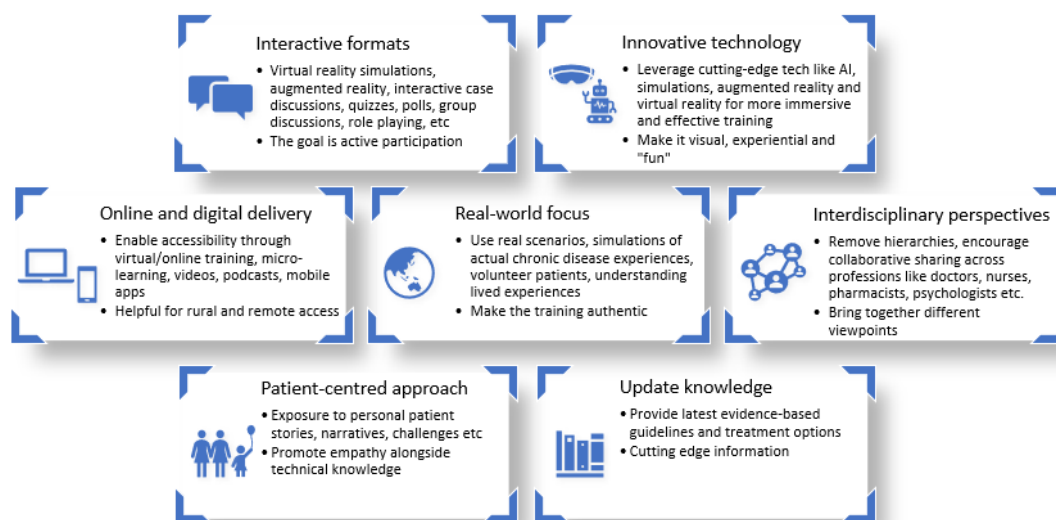 Interactive formats
• Virtual reality simulations,
augmented reality, interactive case
discussions, quizzes, polls, group
discussions, role playing, etc
• The goal is active participation
Innovative technology
• Leverage cutting-edge tech like AI,
simulations, augmented reality and
virtual reality for more immersive
and effective training
• Make it visual, experiential and
"fun"
Online and digital delivery
• Enable accessibility through
virtual/online training, micro-
learning, videos, podcasts, mobile
apps
• Helpful for rural and remote access
Real-world focus
• Use real scenarios, simulations of
actual chronic disease experiences,
volunteer patients, understanding
lived experiences
• Make the training authentic
Interdisciplinary perspectives
• Remove hierarchies, encourage
collaborative sharing across
professions like doctors, nurses,
pharmacists, psychologists etc.
• Bring together different
viewpoints
Patient-centred approach
• Exposure to personal patient
stories, narratives, challenges etc
• Promote empathy alongside
technical knowledge
Update knowledge
• Provide latest evidence-based
guidelines and treatment options
• Cutting edge information